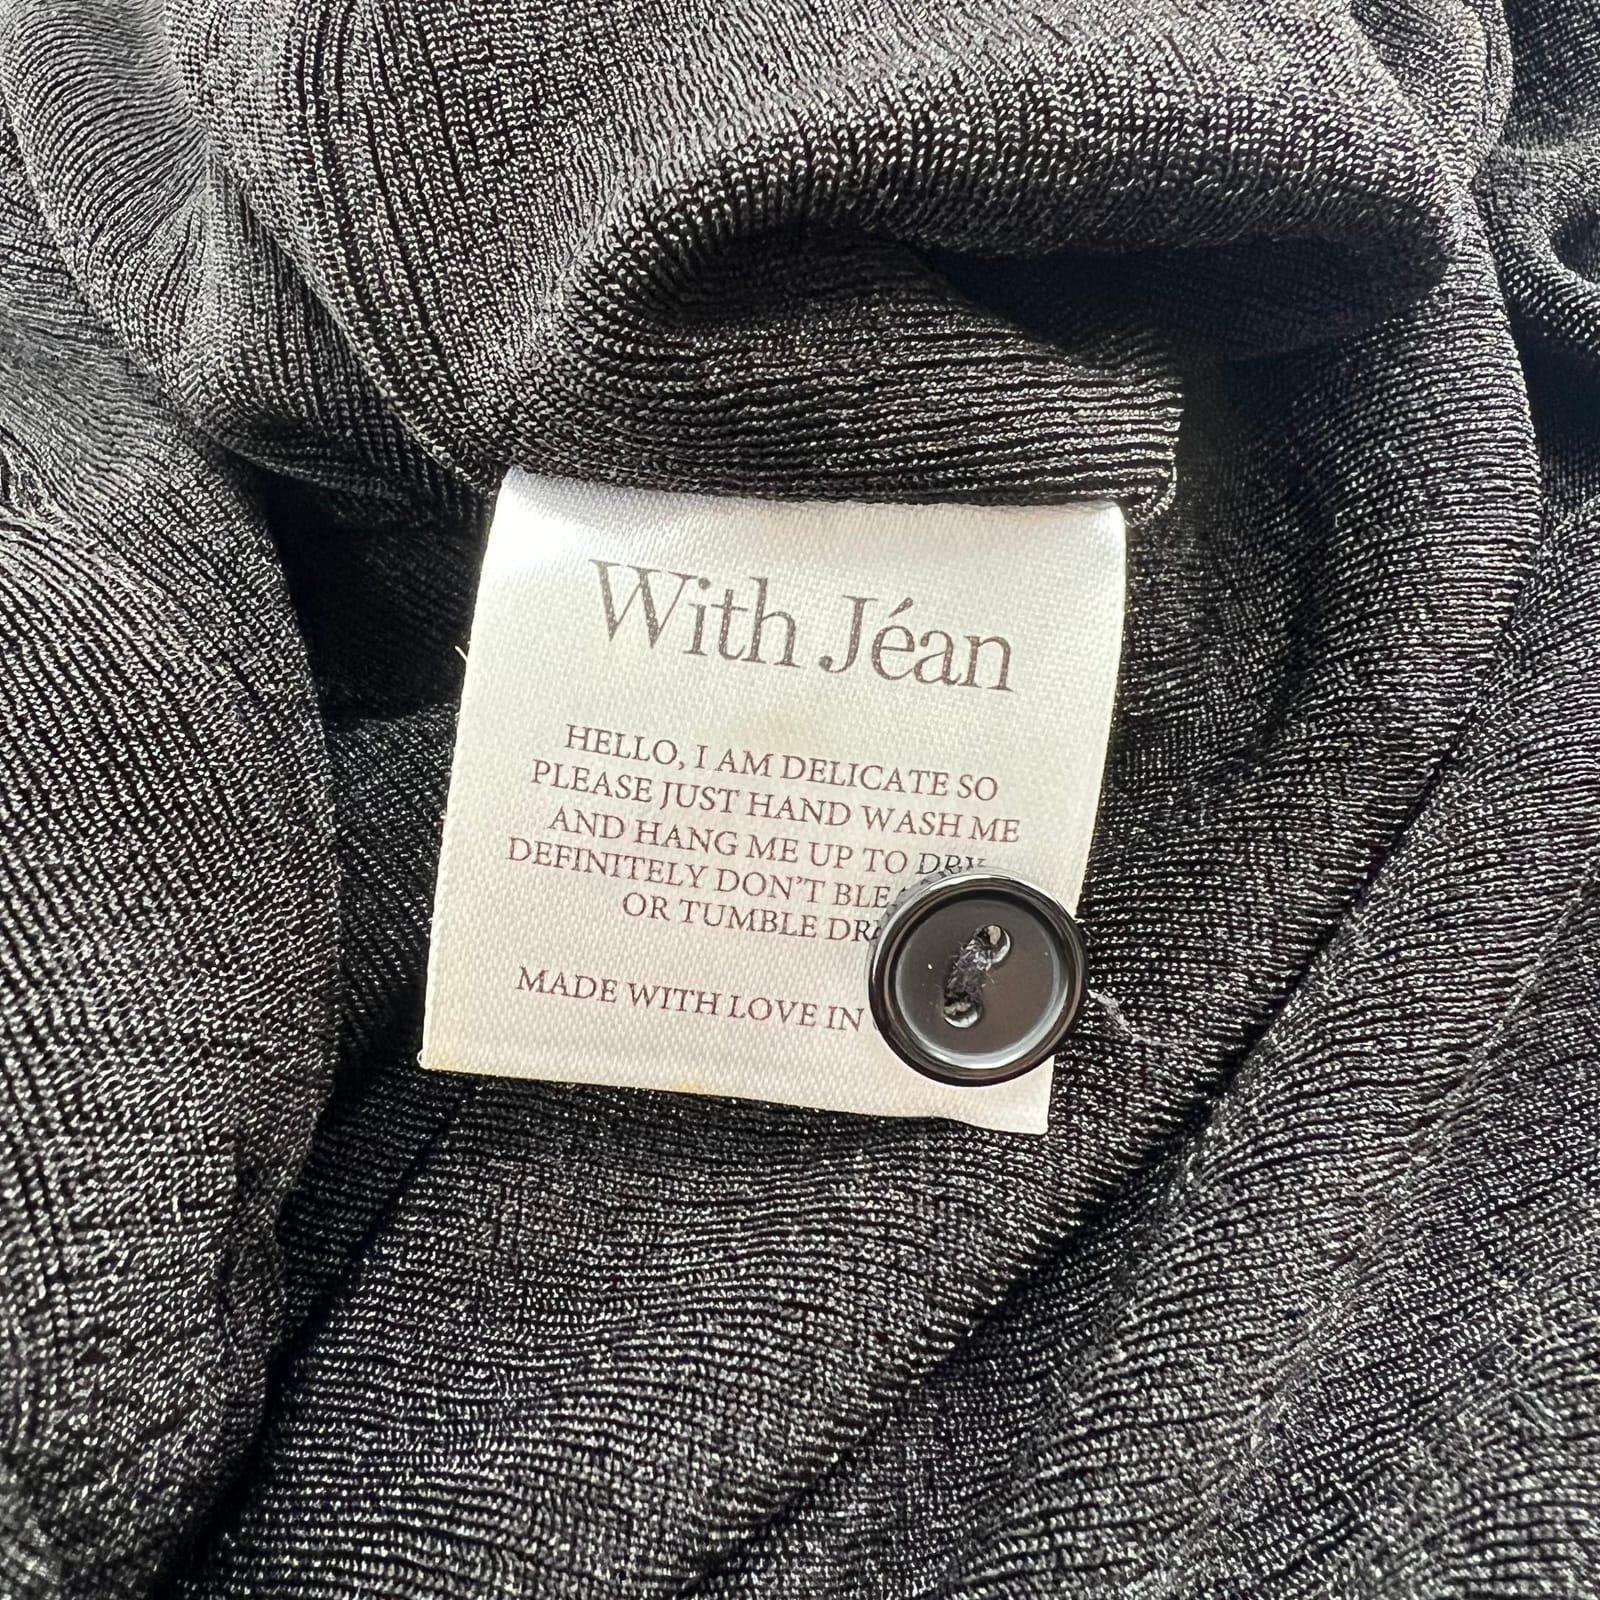 With Jéan
HELLO, I AM DELICATE SO
PLEASE JUST HAND WASH ME
AND HANG ME UP TO DRY
DEFINITELY DON'T
OR TUMBLE
MADE WITH LOVE IN